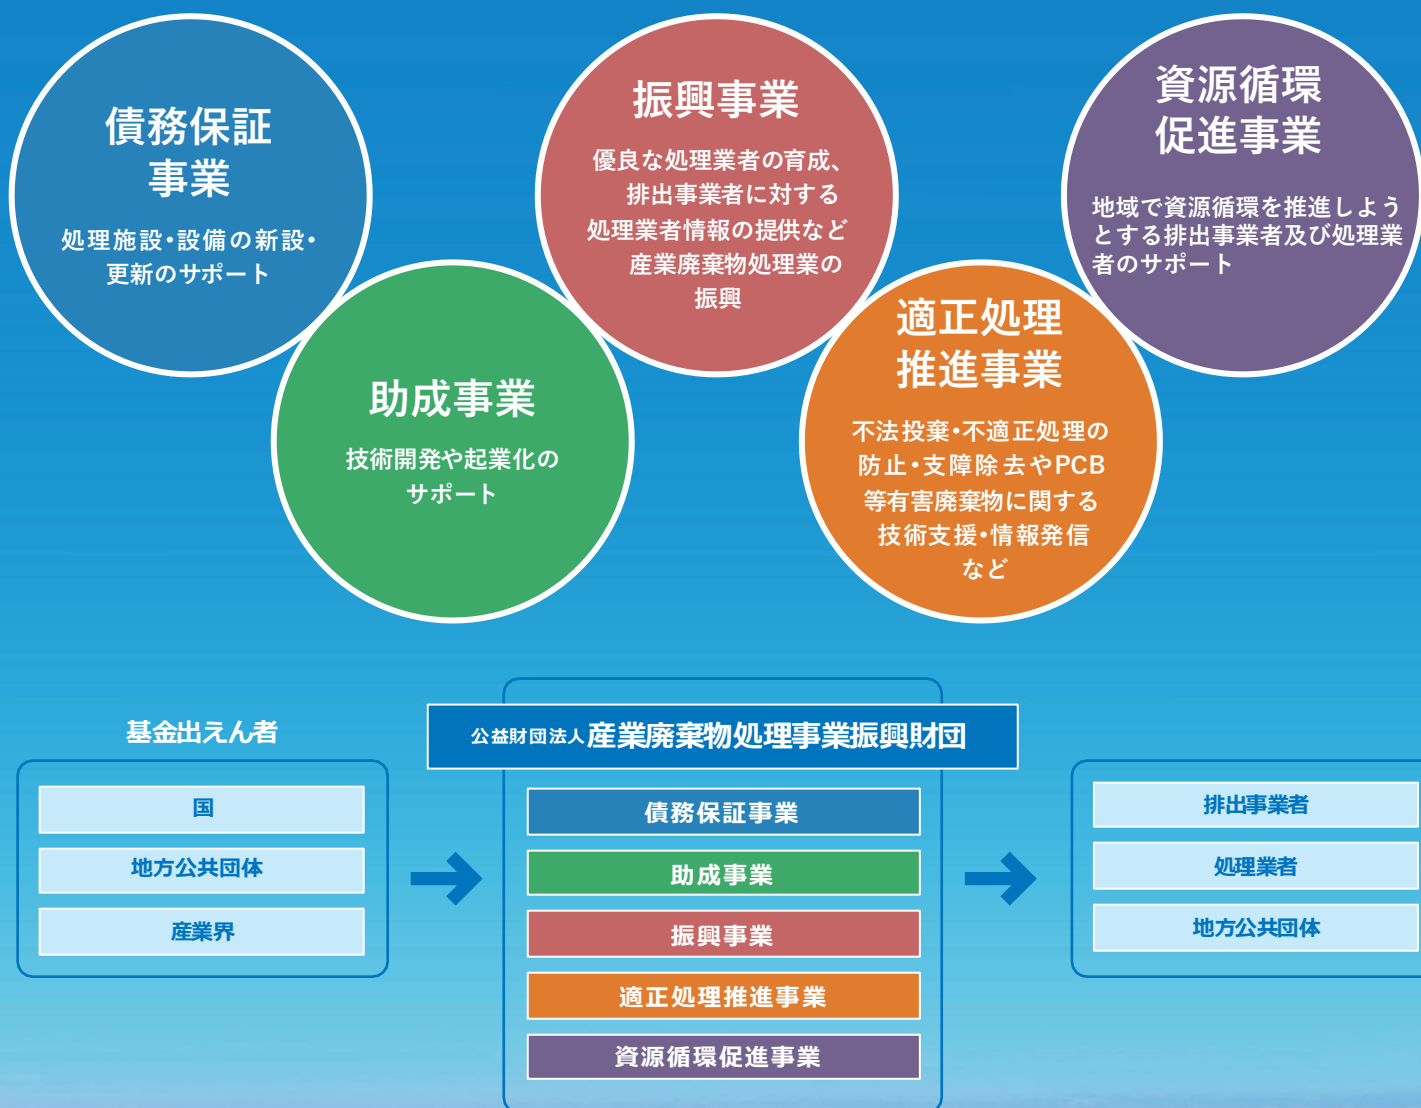 債務保証
事業
処理施設・設備の新設・
更新のサポート
助成事業
技術開発や起業化の
サポート
振興事業
優良な処理業者の育成、
排出事業者に対する
処理業者情報の提供など
産業廃棄物処理業の
振興
適正処理
推進事業
不法投棄・不適正処理の
防止・支障除去やPCB
等有害廃棄物に関する
技術支援・情報発信
など
資源循環
促進事業
地域で資源循環を推進しよう
とする排出事業者及び処理業
者のサポート
基金出えん者
国
地方公共団体
産業界
公益財団法人 産業廃棄物処理事業振興財団
債務保証事業
助成事業
振興事業
適正処理推進事業
資源循環促進事業
排出事業者
処理業者
地方公共団体